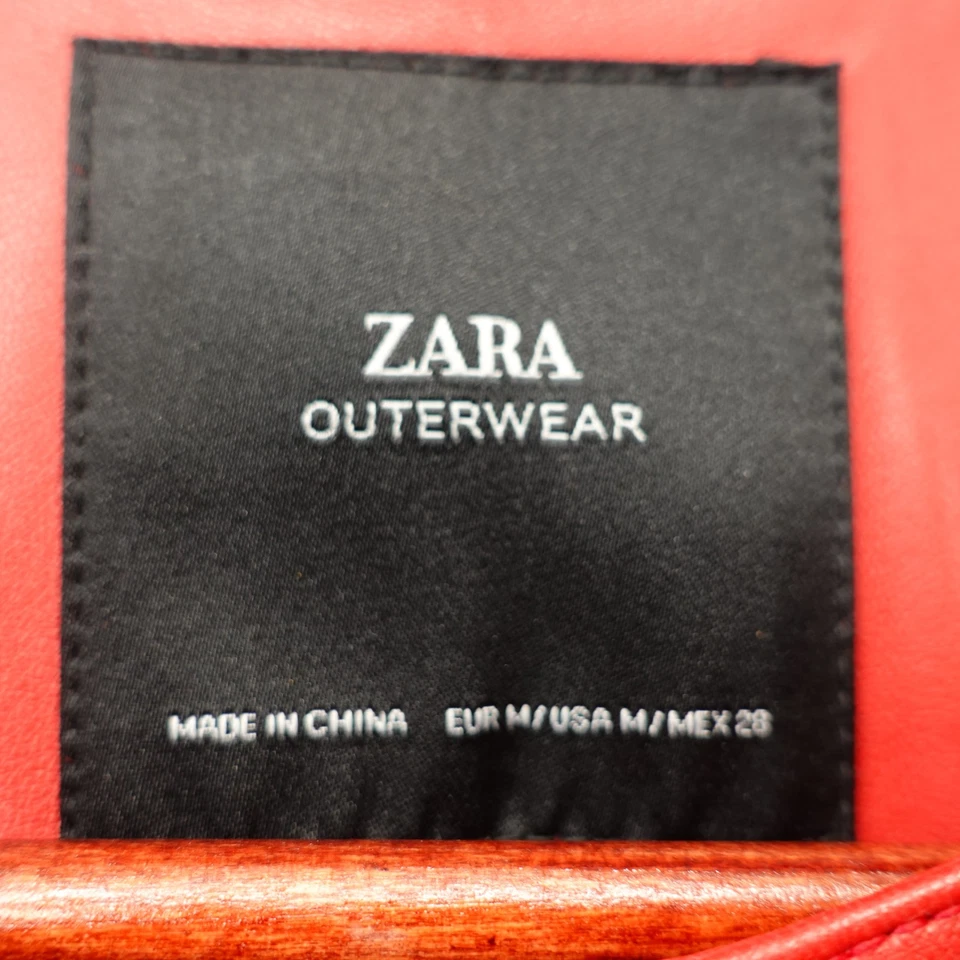 ZARA
OUTERWEAR
MADE IN CHINA EUR M/USA M/MEX 28